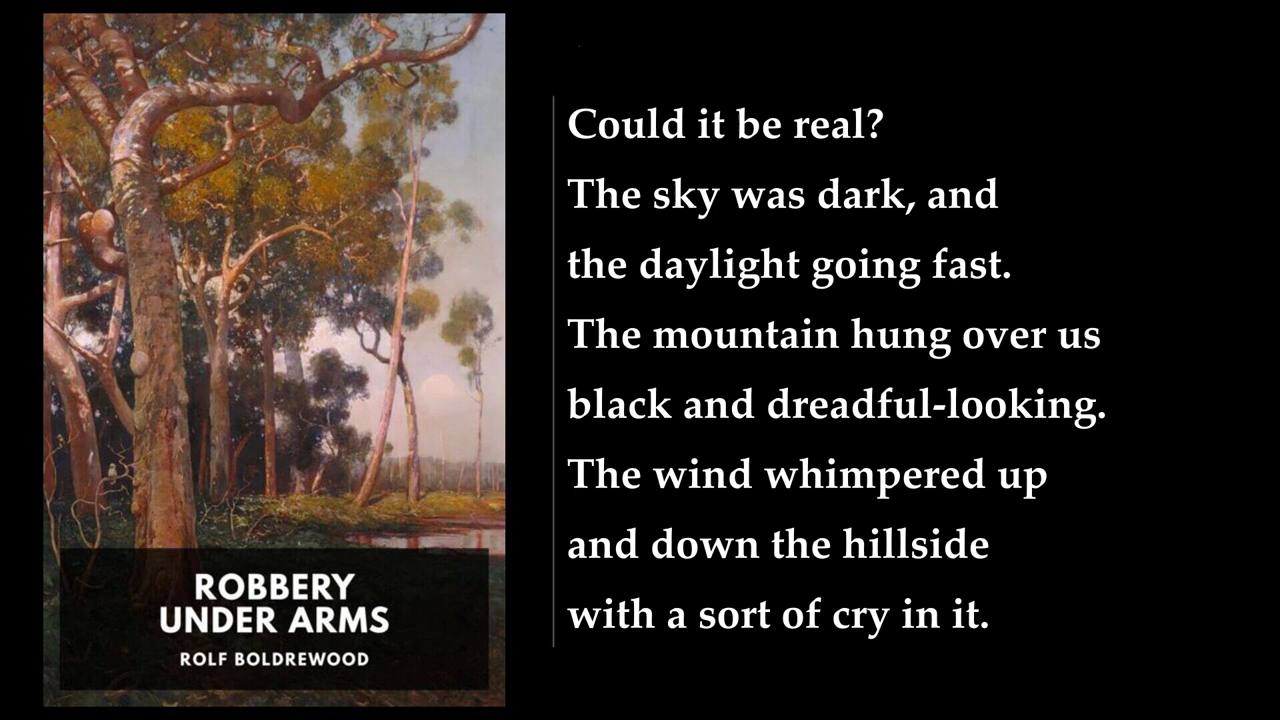 Could it be real?
The sky was dark, and
the daylight going fast.
The mountain hung over us
black and dreadful-looking.
The wind whimpered up
and down the hillside
with a sort of cry in it.
ROBBERY
UNDER ARMS
ROLF BOLDREWOOD